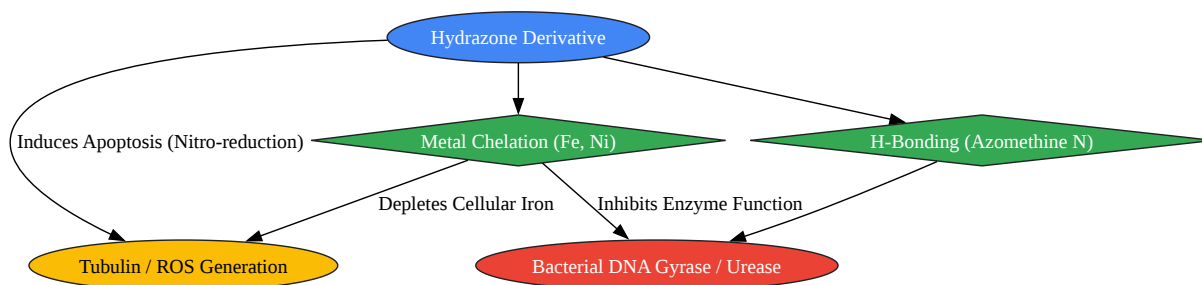 Hydrazone Derivative
Induces Apoptosis (Nitro-reduction)
Metal Chelation (Fe, Ni)
H-Bonding (Azomethine N)
Depletes Cellular Iron
Inhibits Enzyme Function
Tubulin / ROS Generation
Bacterial DNA Gyrase / Urease